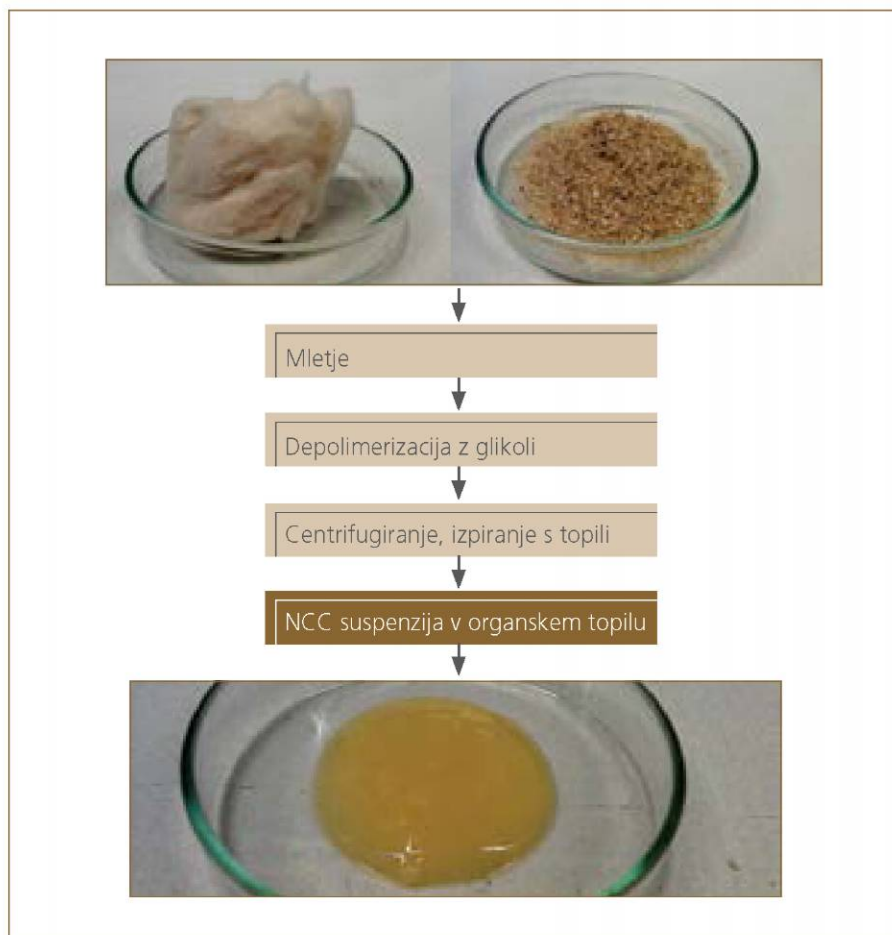 Mletje
Depolimerizacija z glikoli
Centrifugiranje, izpiranje s topili
NCC suspenzija v organskem topilu